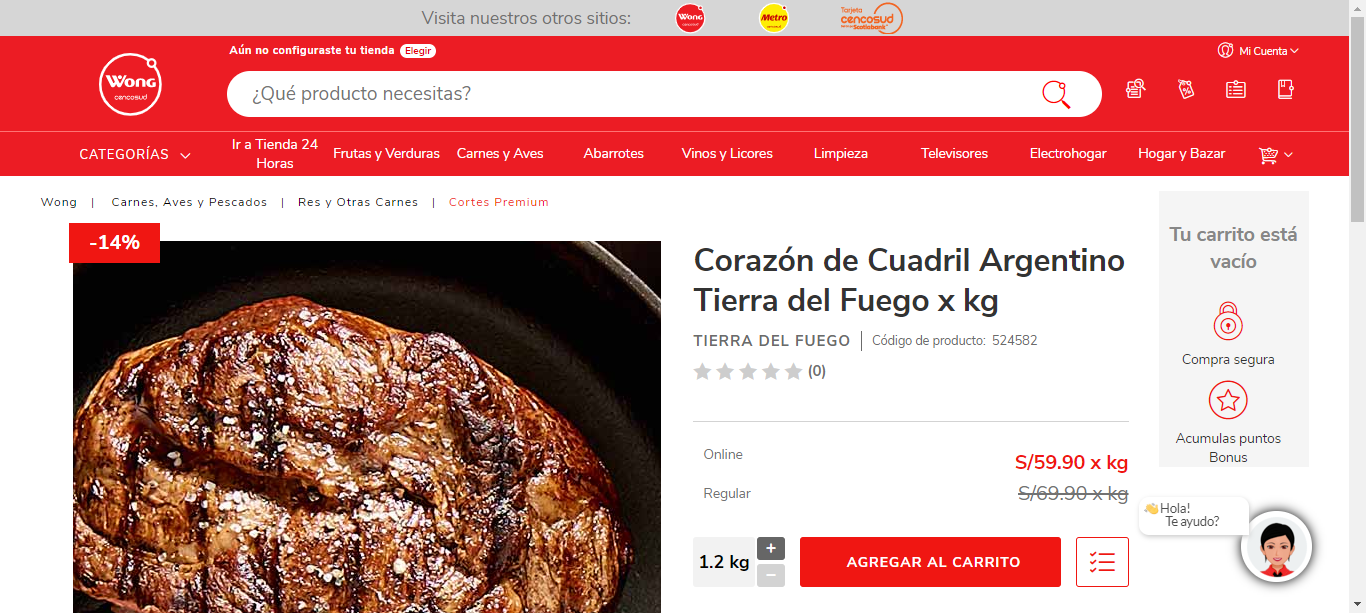 Visita nuestros otros sitios:
Wong
cencosud
Metro
cencosud
Tarjeta
cencosud
Scotiabank
Aún no configuraste tu tienda Elegir
Mi Cuenta
Wong
cencosud
¿Qué producto necesitas?
CATEGORÍAS
Ir a Tienda 24
Horas
Frutas y Verduras
Carnes y Aves
Abarrotes
Vinos y Licores
Limpieza
Televisores
Electrohogar
Hogar y Bazar
Wong | Carnes, Aves y Pescados | Res y Otras Carnes | Cortes Premium
-14%
Corazón de Cuadril Argentino
Tierra del Fuego x kg
TIERRA DEL FUEGO | Código de producto: 524582
(0)
Online S/59.90 x kg
Regular S/69.90 x kg
1.2 kg
+
−
AGREGAR AL CARRITO
Tu carrito está
vacío
Compra segura
Acumulas puntos
Bonus
👋Hola!
Te ayudo?